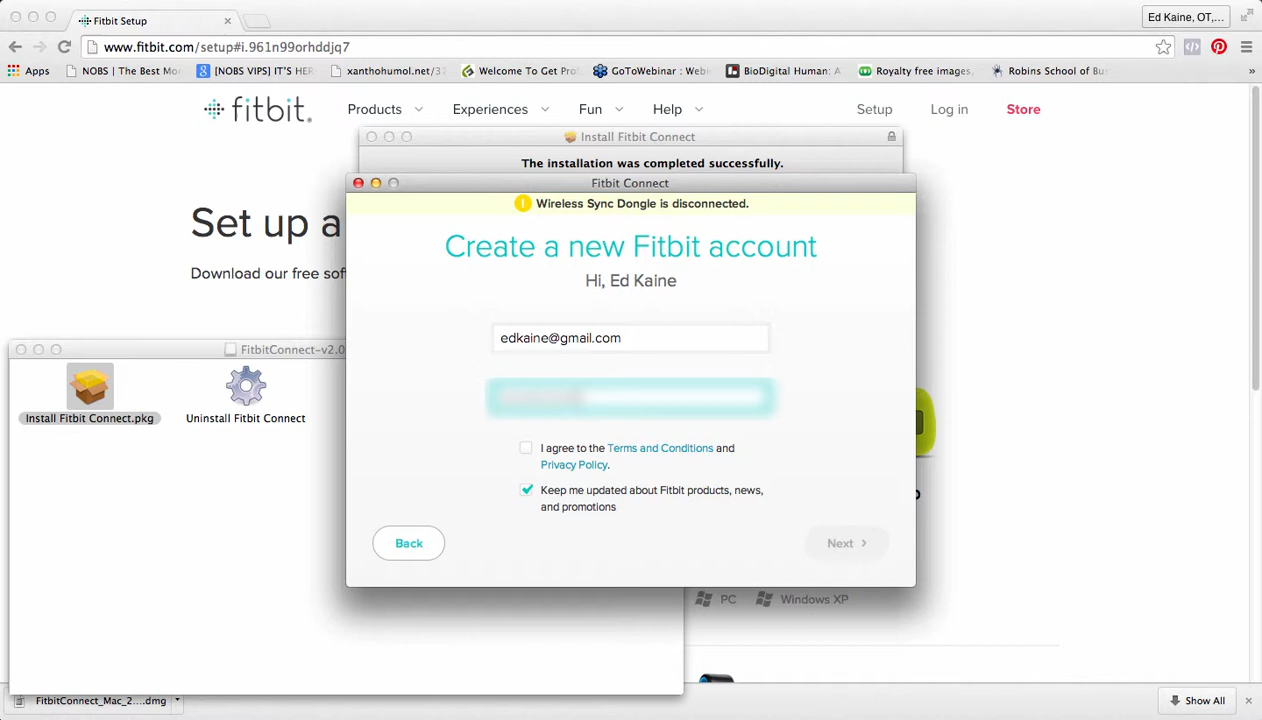 Fitbit Setup
Ed Kaine, OT,...
www.fitbit.com/setup#i.961n99orhddjq7
Apps
NOBS | The Best Mo
[NOBS VIPS] IT'S HER
xanthohumol.net/3
Welcome To Get Pro
GoToWebinar : Web
BioDigital Human: A
Royalty free images,
Robins School of Bus
»
fitbit.
Products
Experiences
Fun
Help
Setup
Log in
Store
Install Fitbit Connect
The installation was completed successfully.
Fitbit Connect
Wireless Sync Dongle is disconnected.
Set up a
Create a new Fitbit account
Download our free sof
Hi, Ed Kaine
edkaine@gmail.com
FitbitConnect-v2.0
Install Fitbit Connect.pkg
Uninstall Fitbit Connect
I agree to the Terms and Conditions and
Privacy Policy.
Keep me updated about Fitbit products, news,
and promotions
Back
Next
PC
Windows XP
FitbitConnect_Mac_2....dmg
Show All